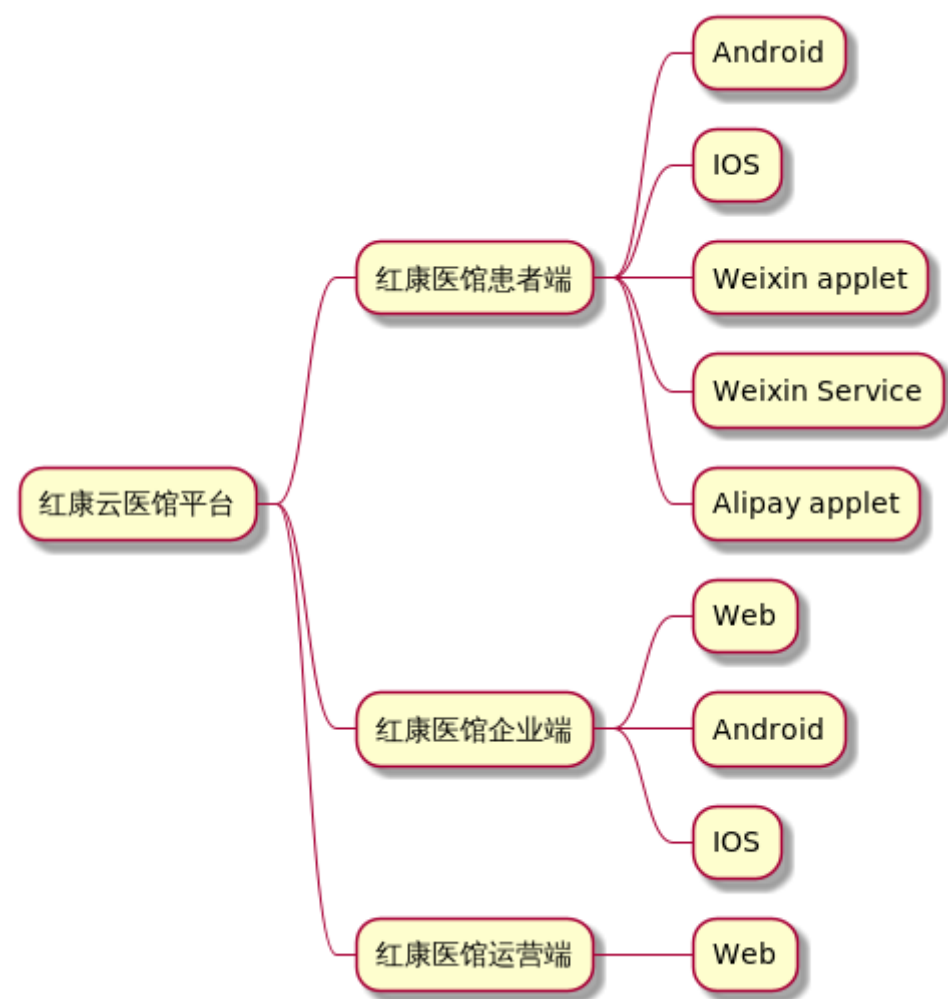 红康云医馆平台
红康医馆患者端
Android
IOS
Weixin applet
Weixin Service
Alipay applet
红康医馆企业端
Web
Android
IOS
红康医馆运营端
Web